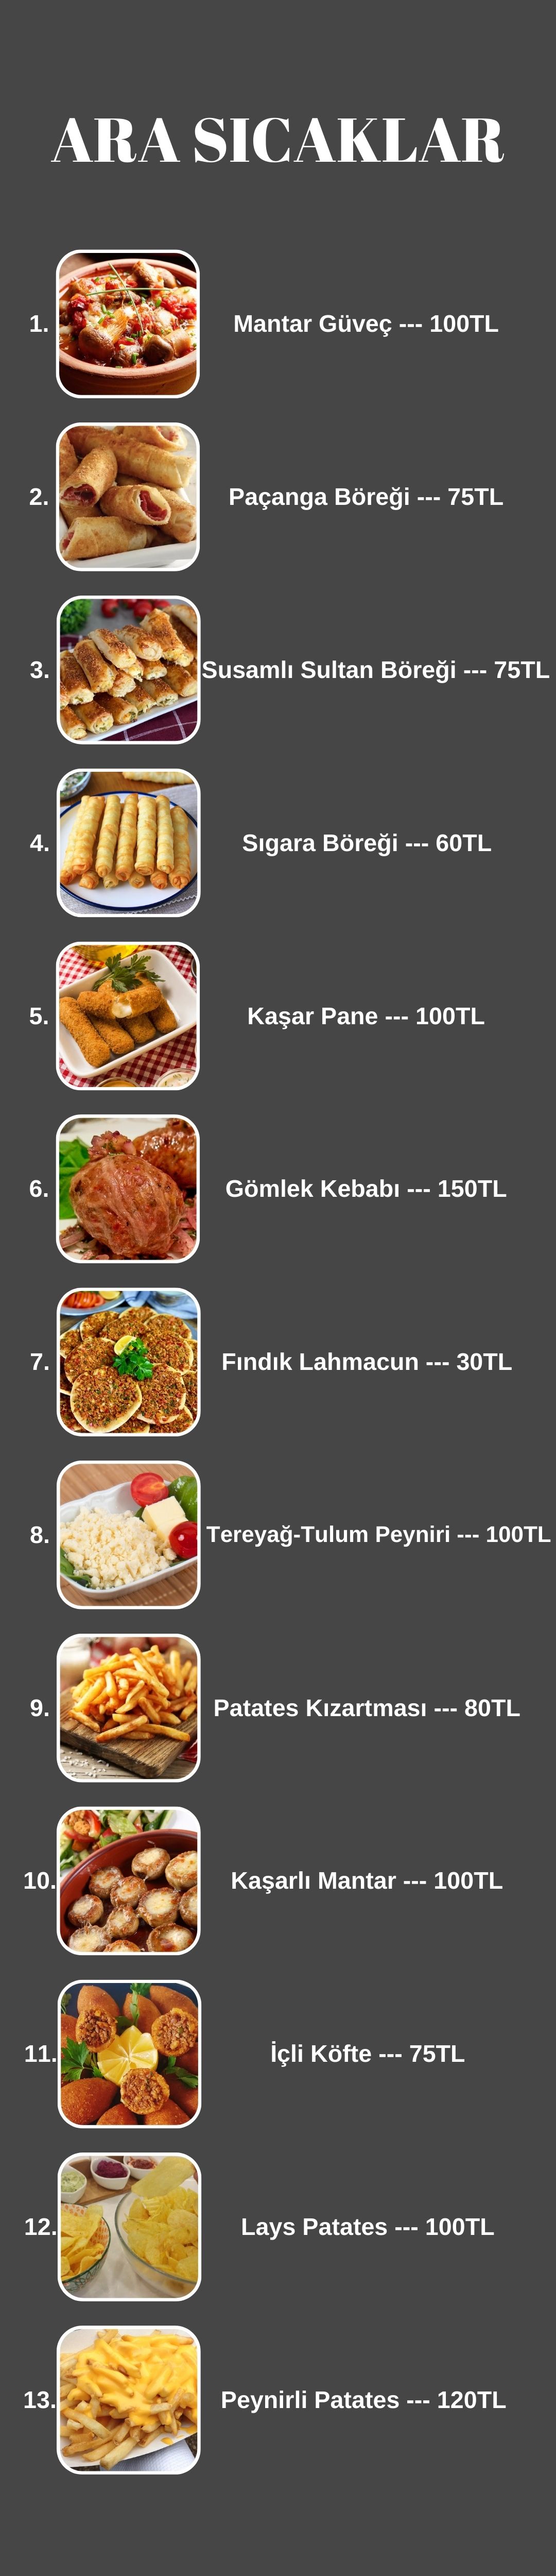 ARA SICAKLAR
1. Mantar Güveç --- 100TL
2. Paçanga Böreği --- 75TL
3. Susamlı Sultan Böreği --- 75TL
4. Sıgara Böreği --- 60TL
5. Kaşar Pane --- 100TL
6. Gömlek Kebabı --- 150TL
7. Fındık Lahmacun --- 30TL
8. Tereyağ-Tulum Peyniri --- 100TL
9. Patates Kızartması --- 80TL
10. Kaşarlı Mantar --- 100TL
11. İçli Köfte --- 75TL
12. Lays Patates --- 100TL
13. Peynirli Patates --- 120TL